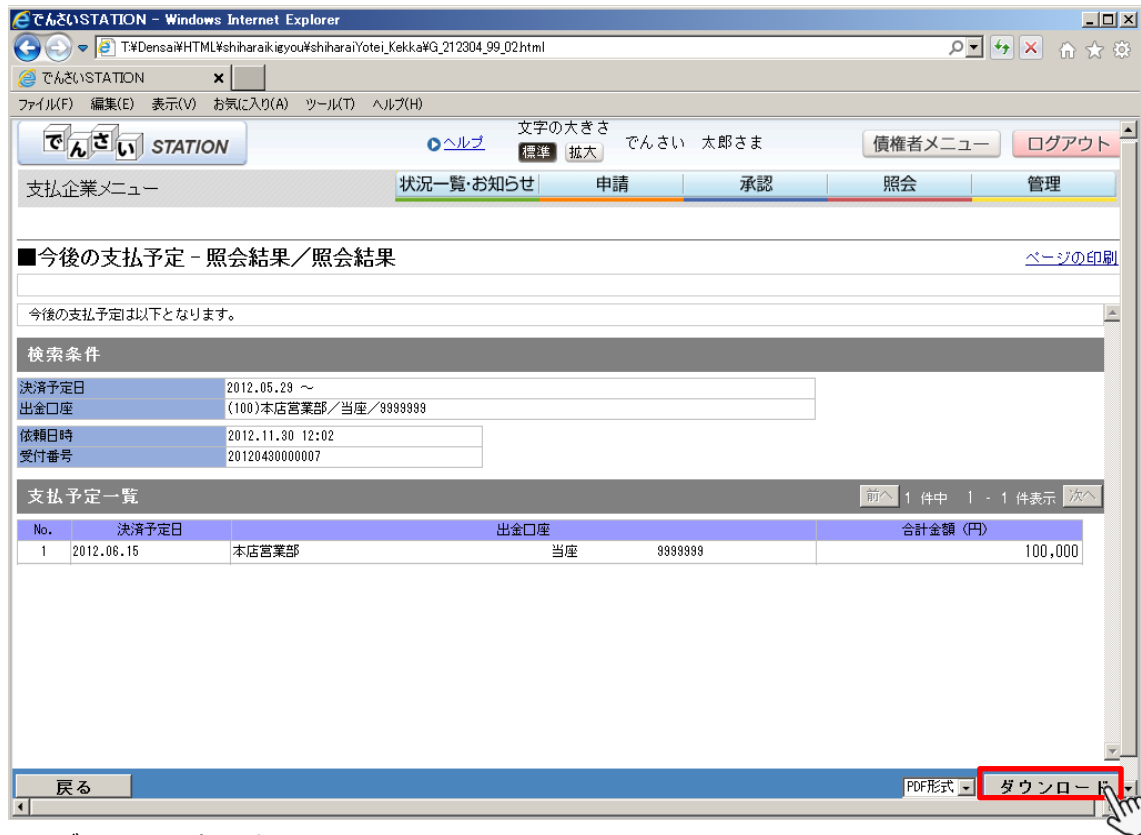 でんさいSTATION - Windows Internet Explorer
T:¥Densai¥HTML¥shiharaikigyou¥shiharaiYotei_Kekka¥G_212304_99_02.html
でんさいSTATION
ファイル(F) 編集(E) 表示(V) お気に入り(A) ツール(T) ヘルプ(H)
でんさい STATION
ヘルプ
文字の大きさ
標準 拡大
でんさい 太郎さま
債権者メニュー
ログアウト
支払企業メニュー
状況一覧・お知らせ 申請 承認 照会 管理
■今後の支払予定－照会結果／照会結果
ページの印刷
今後の支払予定は以下となります。
検索条件
決済予定日 2012.05.29 ～
出金口座 (100)本店営業部／当座／9999999
依頼日時 2012.11.30 12:02
受付番号 20120430000007
支払予定一覧
前へ 1 件中 1 - 1 件表示 次へ
No. 決済予定日 出金口座 合計金額（円）
1 2012.06.15 本店営業部 当座 9999999 100,000
戻る
PDF形式 ダウンロード